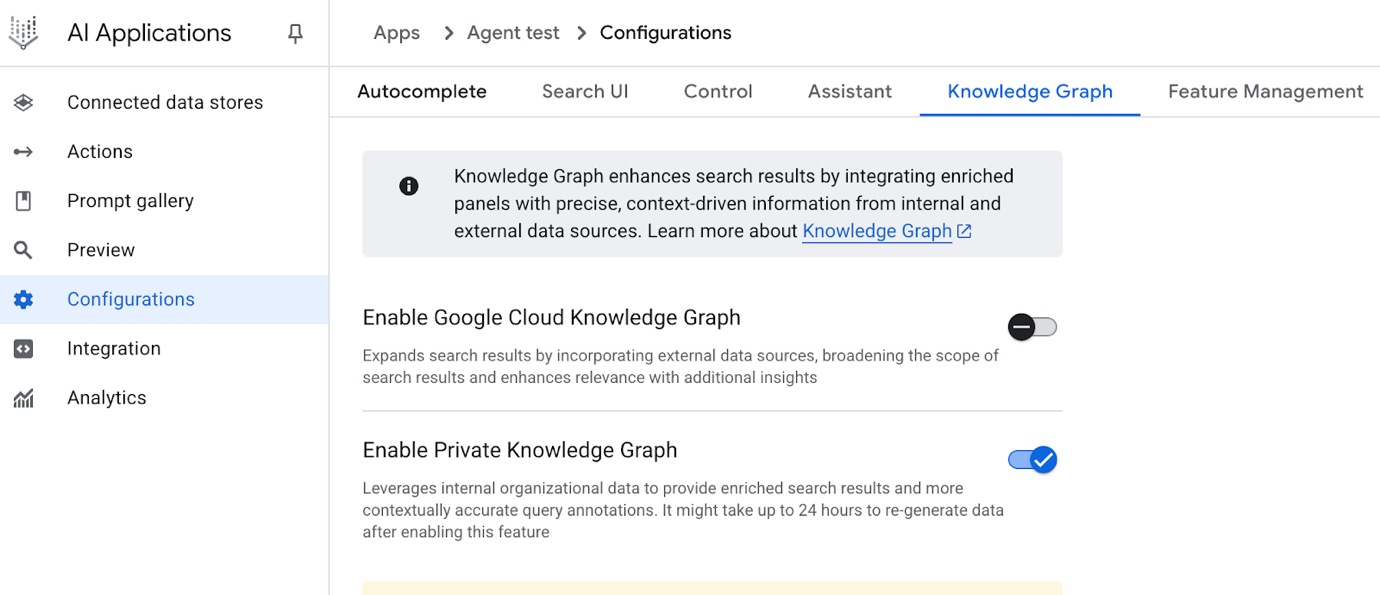 AI Applications
Apps > Agent test > Configurations
Connected data stores
Actions
Prompt gallery
Preview
Configurations
Integration
Analytics
Autocomplete Search UI Control Assistant Knowledge Graph Feature Management
Knowledge Graph enhances search results by integrating enriched
panels with precise, context-driven information from internal and
external data sources. Learn more about Knowledge Graph
Enable Google Cloud Knowledge Graph
Expands search results by incorporating external data sources, broadening the scope of
search results and enhances relevance with additional insights
Enable Private Knowledge Graph
Leverages internal organizational data to provide enriched search results and more
contextually accurate query annotations. It might take up to 24 hours to re-generate data
after enabling this feature